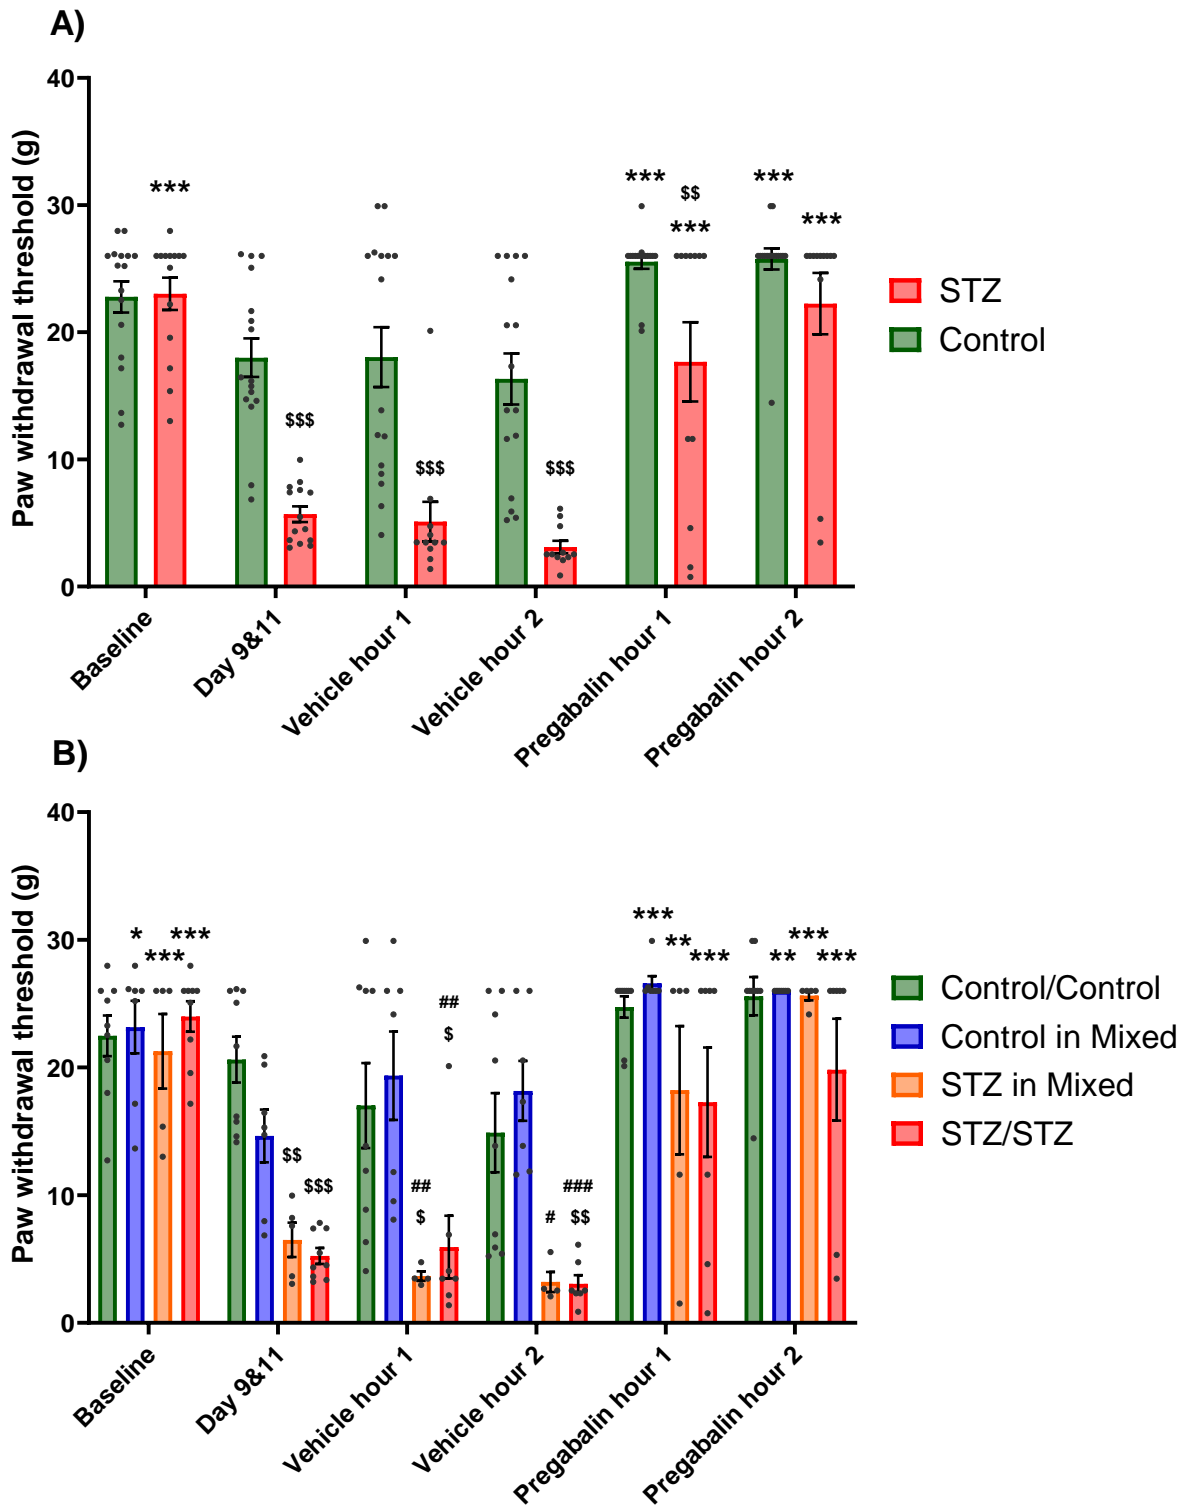 A)
Paw withdrawal threshold (g)
40
30
20
10
0
***
$$$
$$$
$$$
***
$$
***
***
***
Baseline
Day 9&11
Vehicle hour 1
Vehicle hour 2
Pregabalin hour 1
Pregabalin hour 2
STZ
Control
B)
Paw withdrawal threshold (g)
40
30
20
10
0
*
***
***
$$
$$$
##
$
##
$
#
###
$$
***
**
***
**
***
***
Baseline
Day 9&11
Vehicle hour 1
Vehicle hour 2
Pregabalin hour 1
Pregabalin hour 2
Control/Control
Control in Mixed
STZ in Mixed
STZ/STZ